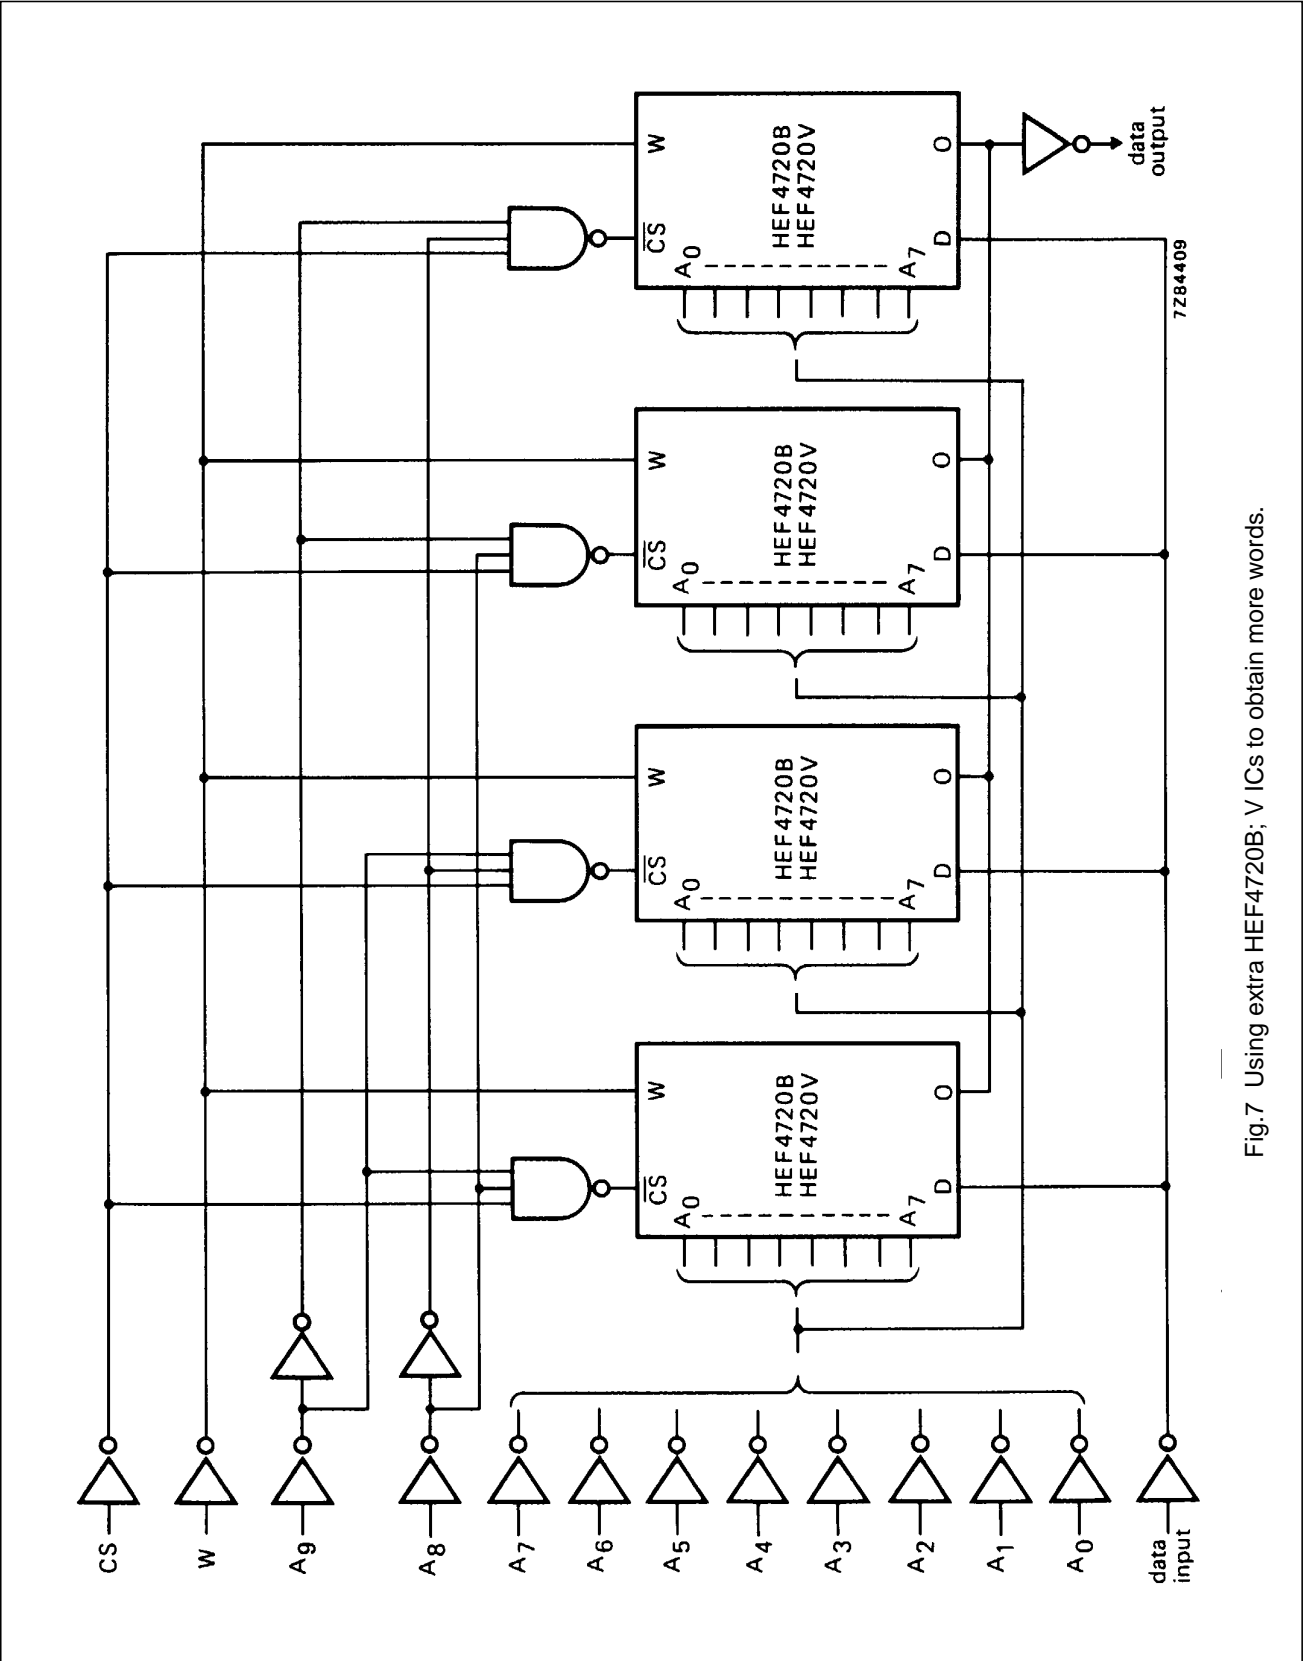 CS
W
A9
A8
A7
A6
A5
A4
A3
A2
A1
A0
data
input
W
CS
A0
A7
HEF4720B
HEF4720V
O
D
W
CS
A0
A7
HEF4720B
HEF4720V
O
D
W
CS
A0
A7
HEF4720B
HEF4720V
O
D
W
CS
A0
A7
HEF4720B
HEF4720V
O
D
data
output
7Z84409
Fig.7 Using extra HEF4720B; V ICs to obtain more words.